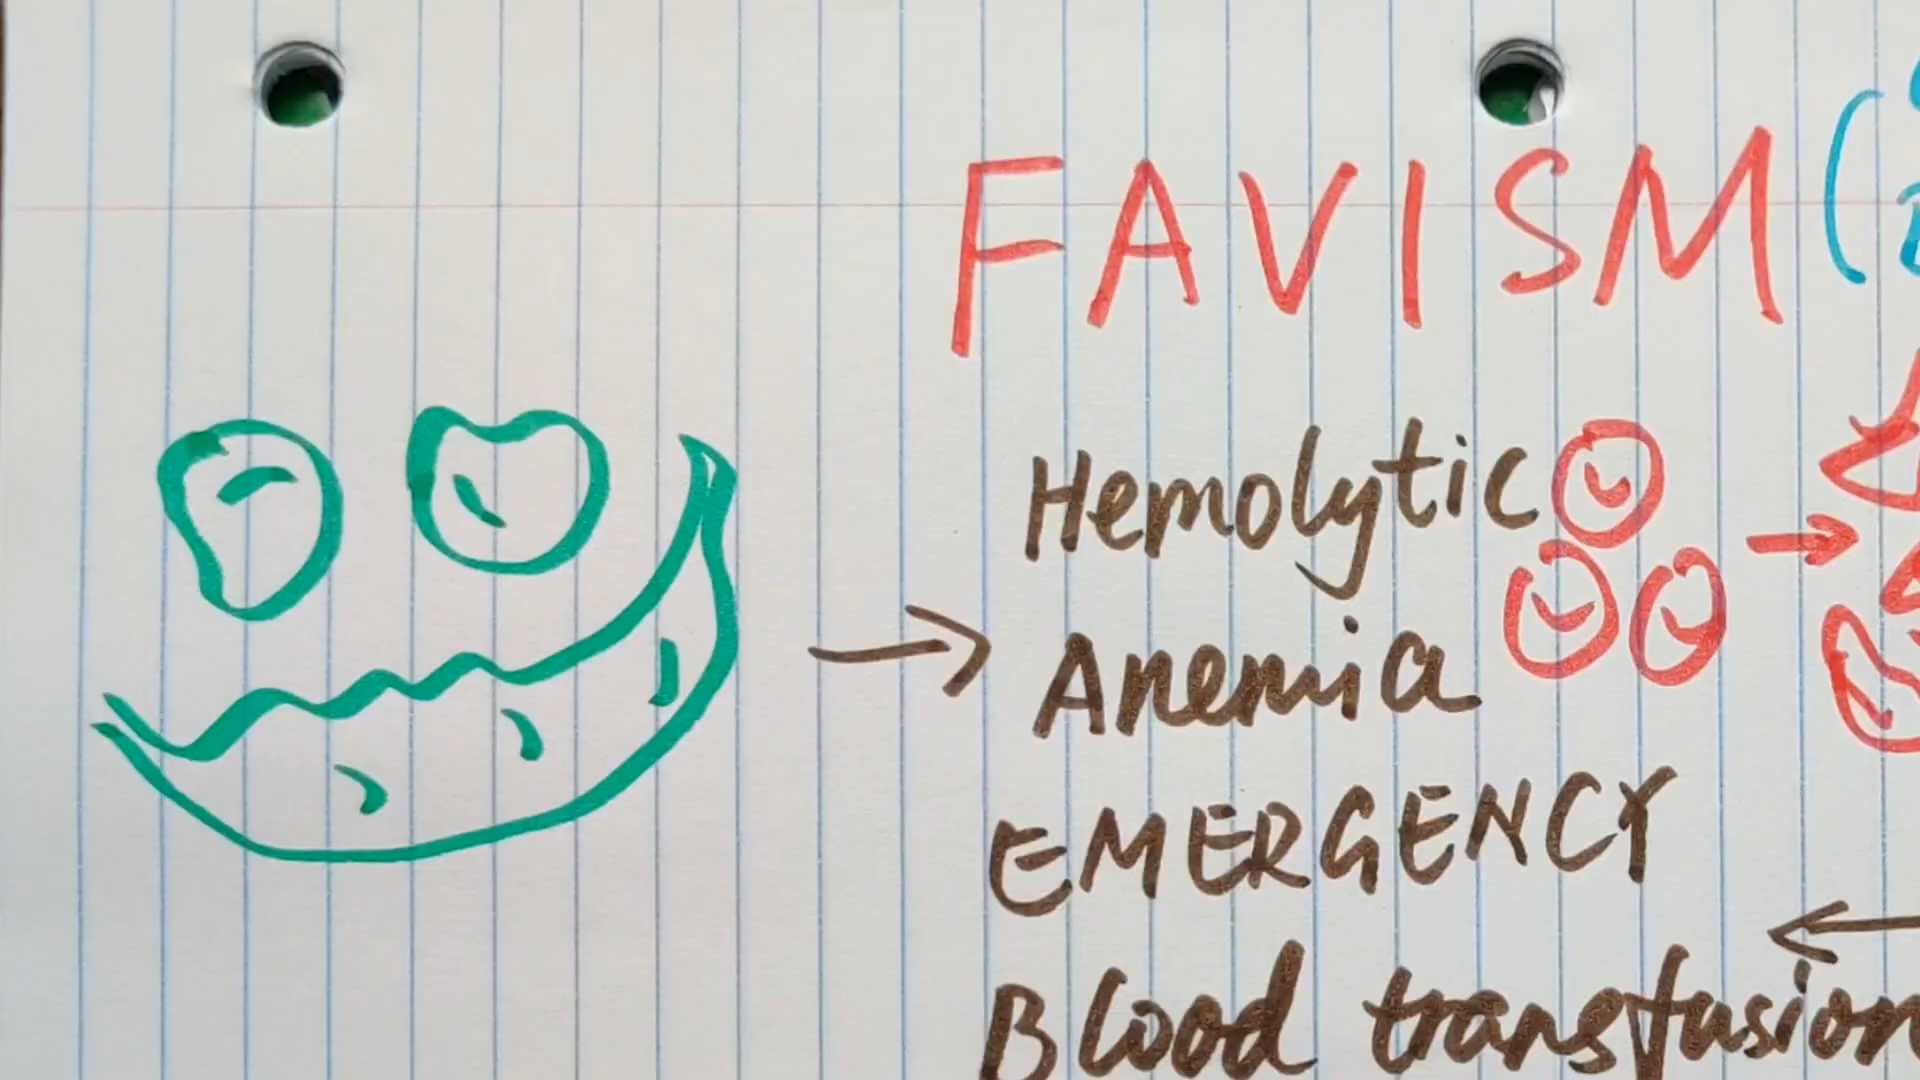 FAVISM (
Hemolytic
Anemia
EMERGENCY
Blood transfusion